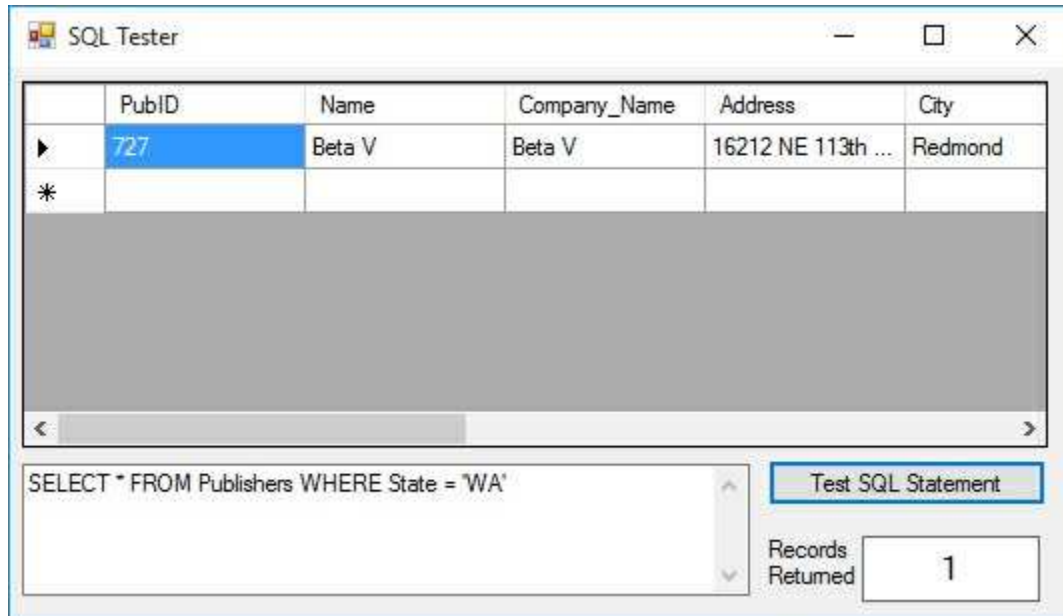 SQL Tester
PubID Name Company_Name Address City
727 Beta V Beta V 16212 NE 113th ... Redmond
SELECT * FROM Publishers WHERE State = 'WA'
Test SQL Statement
Records
Returned
1